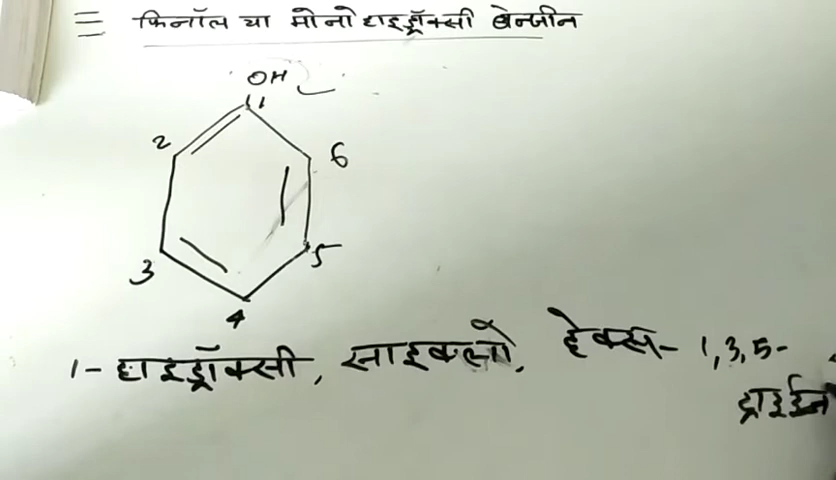 = फिनॉल या मोनोहाइड्रॉक्सी बेन्जीन
OH
1
2
6
3
5
4
1- हाइड्रॉक्सी, साइक्लो, हेक्स- 1,3,5-
ट्राईन